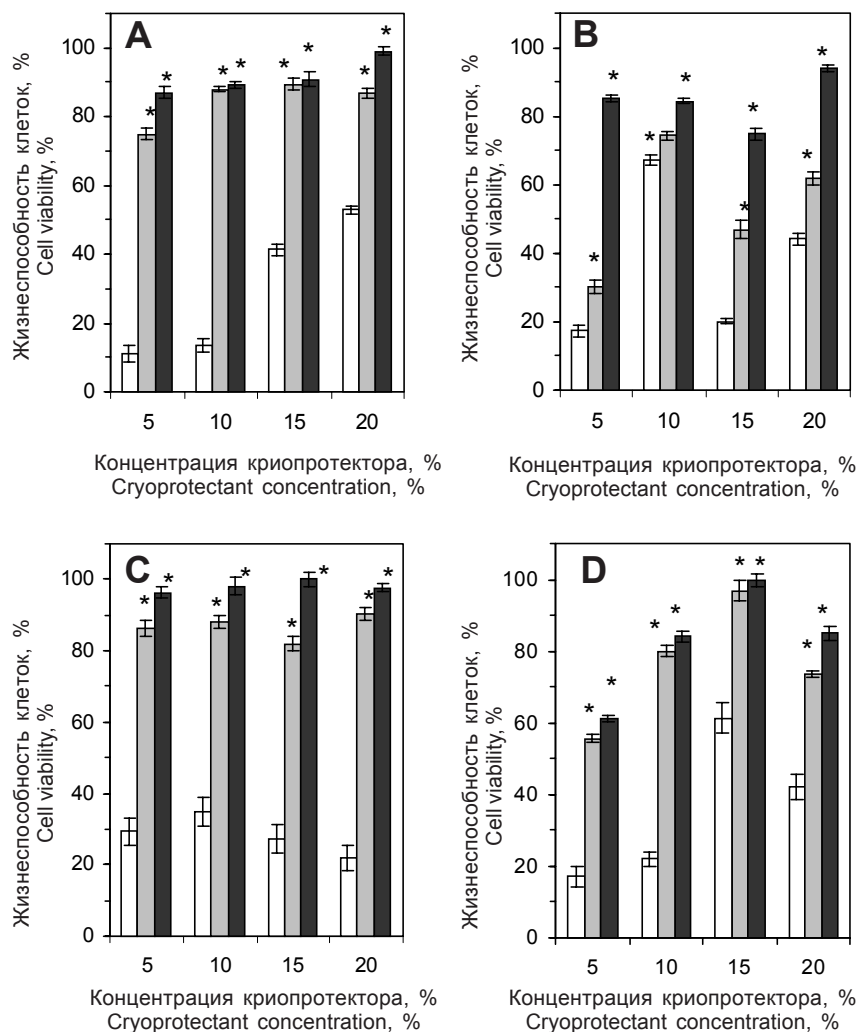 A
Жизнеспособность клеток, %
Cell viability, %
100
80
60
40
20
0
* * * * * * * *
5 10 15 20
Концентрация криопротектора, %
Cryoprotectant concentration, %
B
Жизнеспособность клеток, %
Cell viability, %
100
80
60
40
20
0
* * * * * * * *
5 10 15 20
Концентрация криопротектора, %
Cryoprotectant concentration, %
C
Жизнеспособность клеток, %
Cell viability, %
100
80
60
40
20
0
* * * * * * * *
5 10 15 20
Концентрация криопротектора, %
Cryoprotectant concentration, %
D
Жизнеспособность клеток, %
Cell viability, %
100
80
60
40
20
0
* * * * * * * *
5 10 15 20
Концентрация криопротектора, %
Cryoprotectant concentration, %